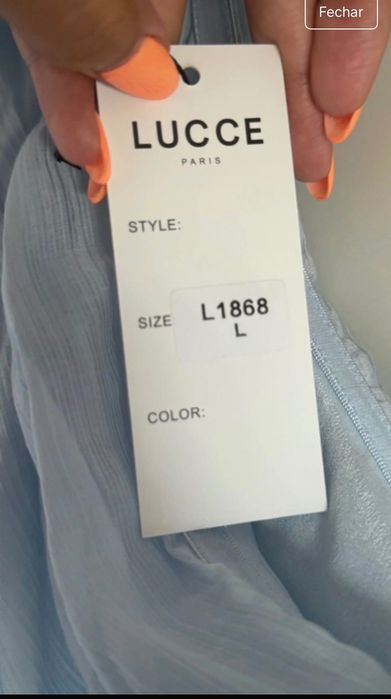 Fechar
LUCCE
PARIS
STYLE:
SIZE L1868
L
COLOR: